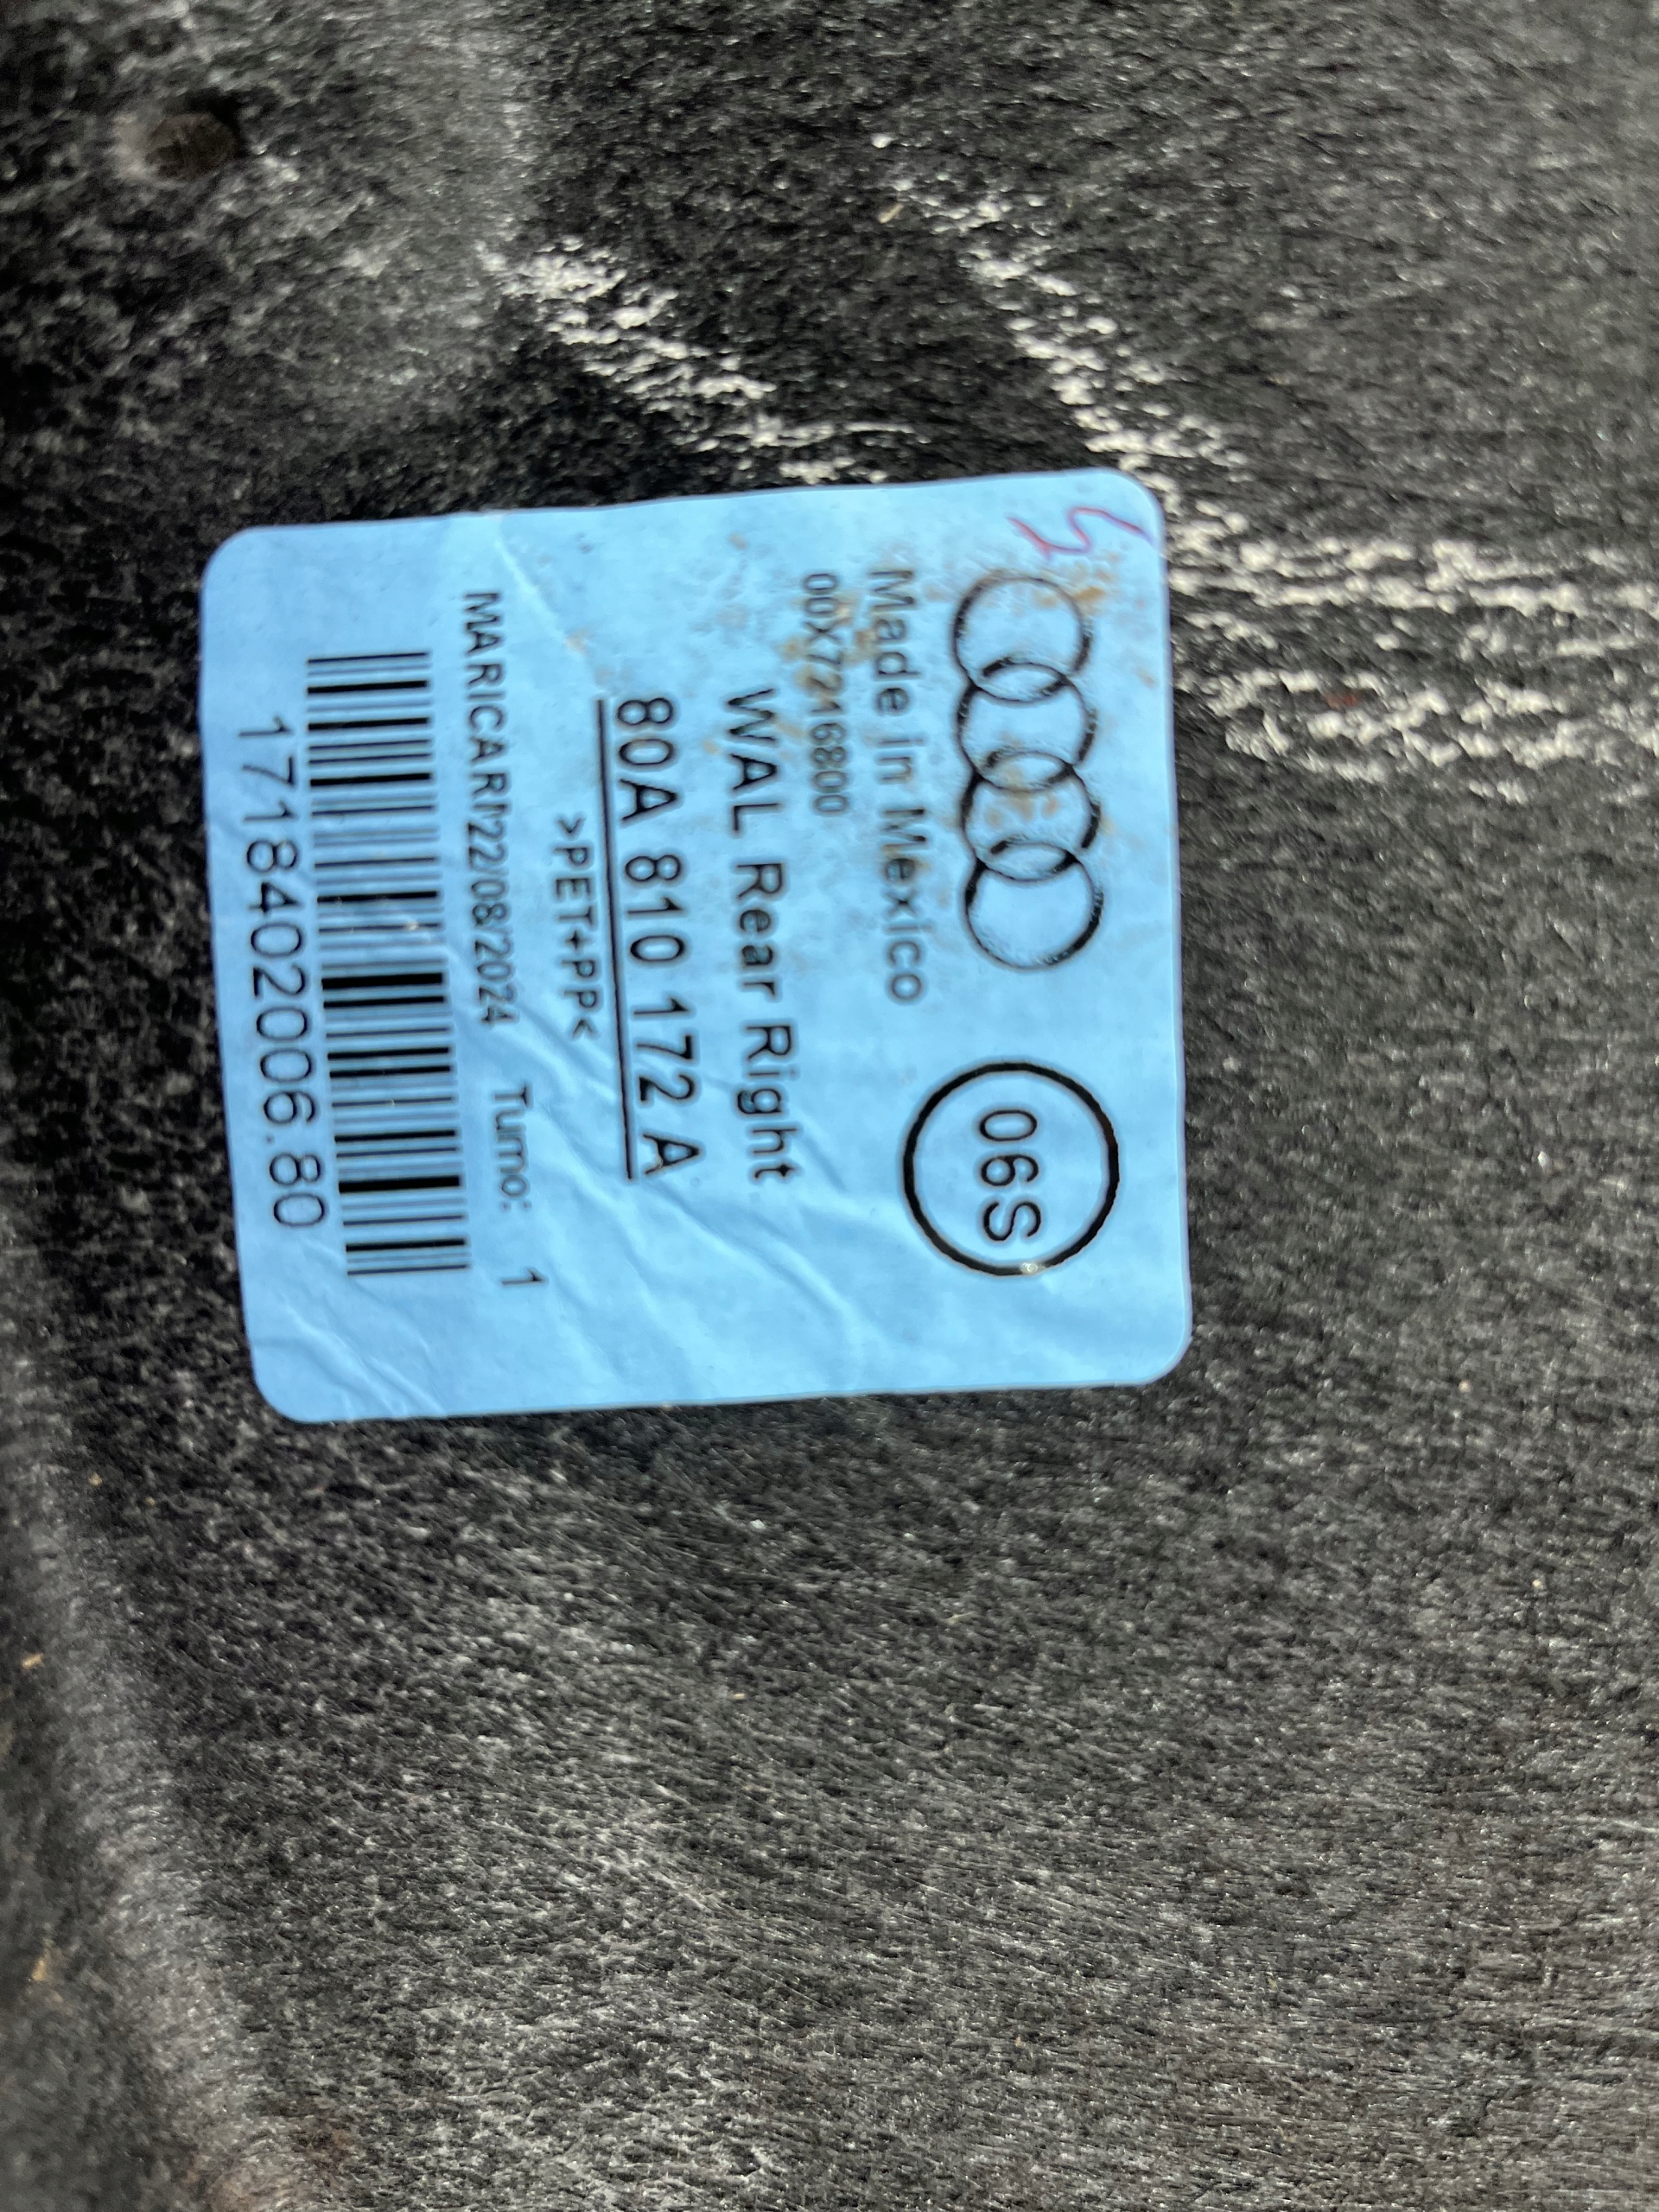 06S
Made in Mexico
00X7216800
WAL Rear Right
80A 810 172 A
>PET+PP<
MARICARI'22/08/2024 Turno: 1
1718402006.80